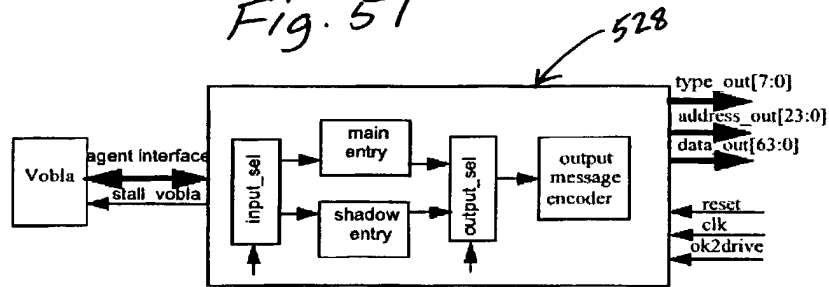 Fig. 51
528
type_out[7:0]
address_out[23:0]
data_out[63:0]
Vobla
agent interface
stall_vobla
input_sel
main
entry
shadow
entry
output_sel
output
message
encoder
reset
clk
ok2drive